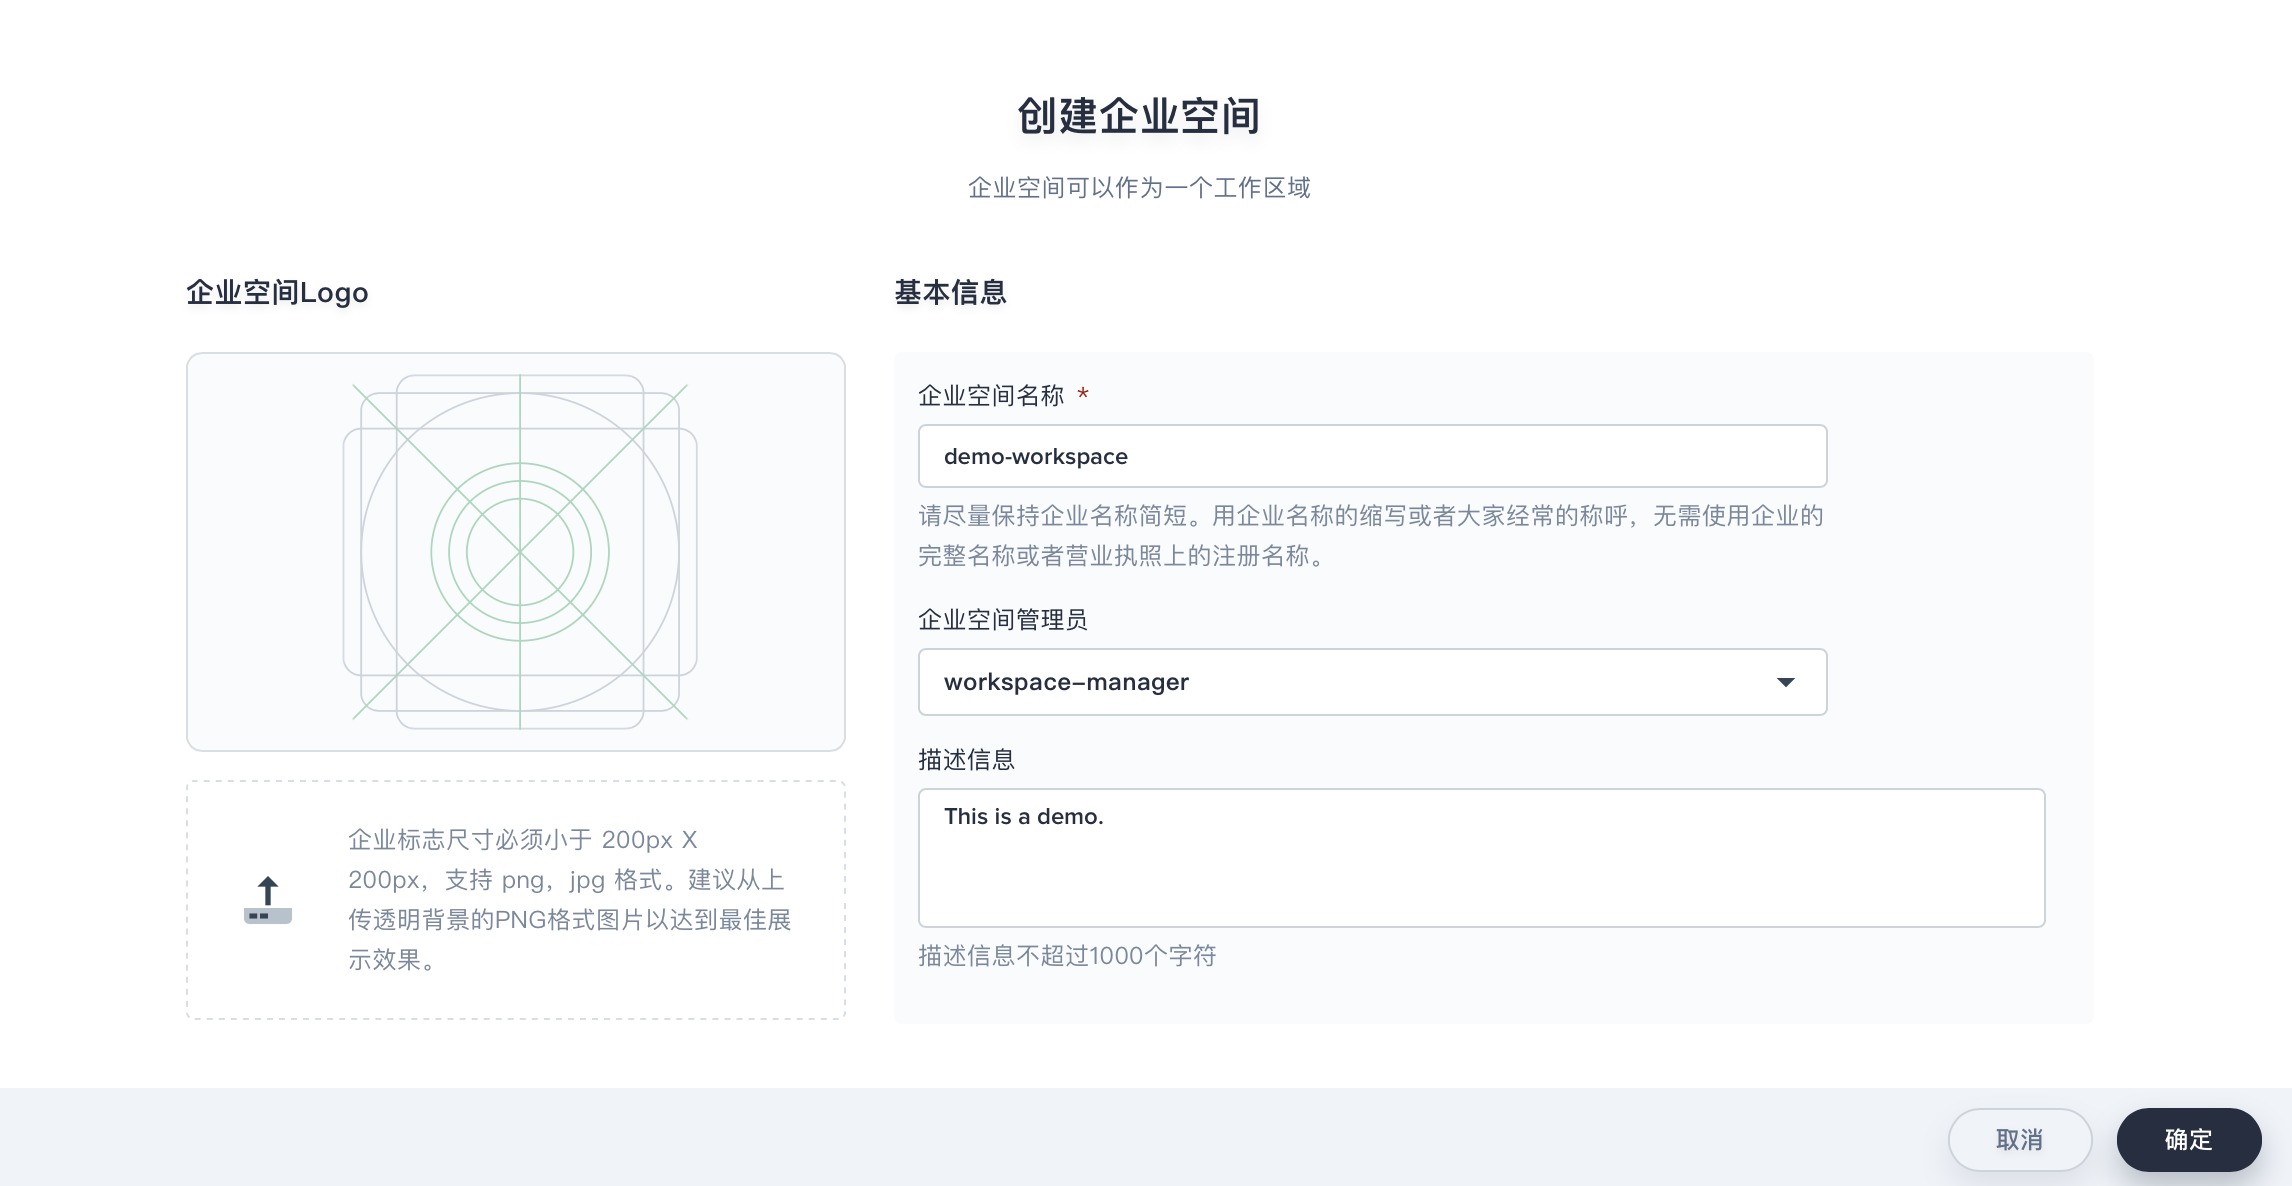 创建企业空间
企业空间可以作为一个工作区域
企业空间Logo
企业标志尺寸必须小于 200px X
200px，支持 png，jpg 格式。建议从上
传透明背景的PNG格式图片以达到最佳展
示效果。
基本信息
企业空间名称 *
demo-workspace
请尽量保持企业名称简短。用企业名称的缩写或者大家经常的称呼，无需使用企业的
完整名称或者营业执照上的注册名称。
企业空间管理员
workspace-manager
描述信息
This is a demo.
描述信息不超过1000个字符
取消
确定